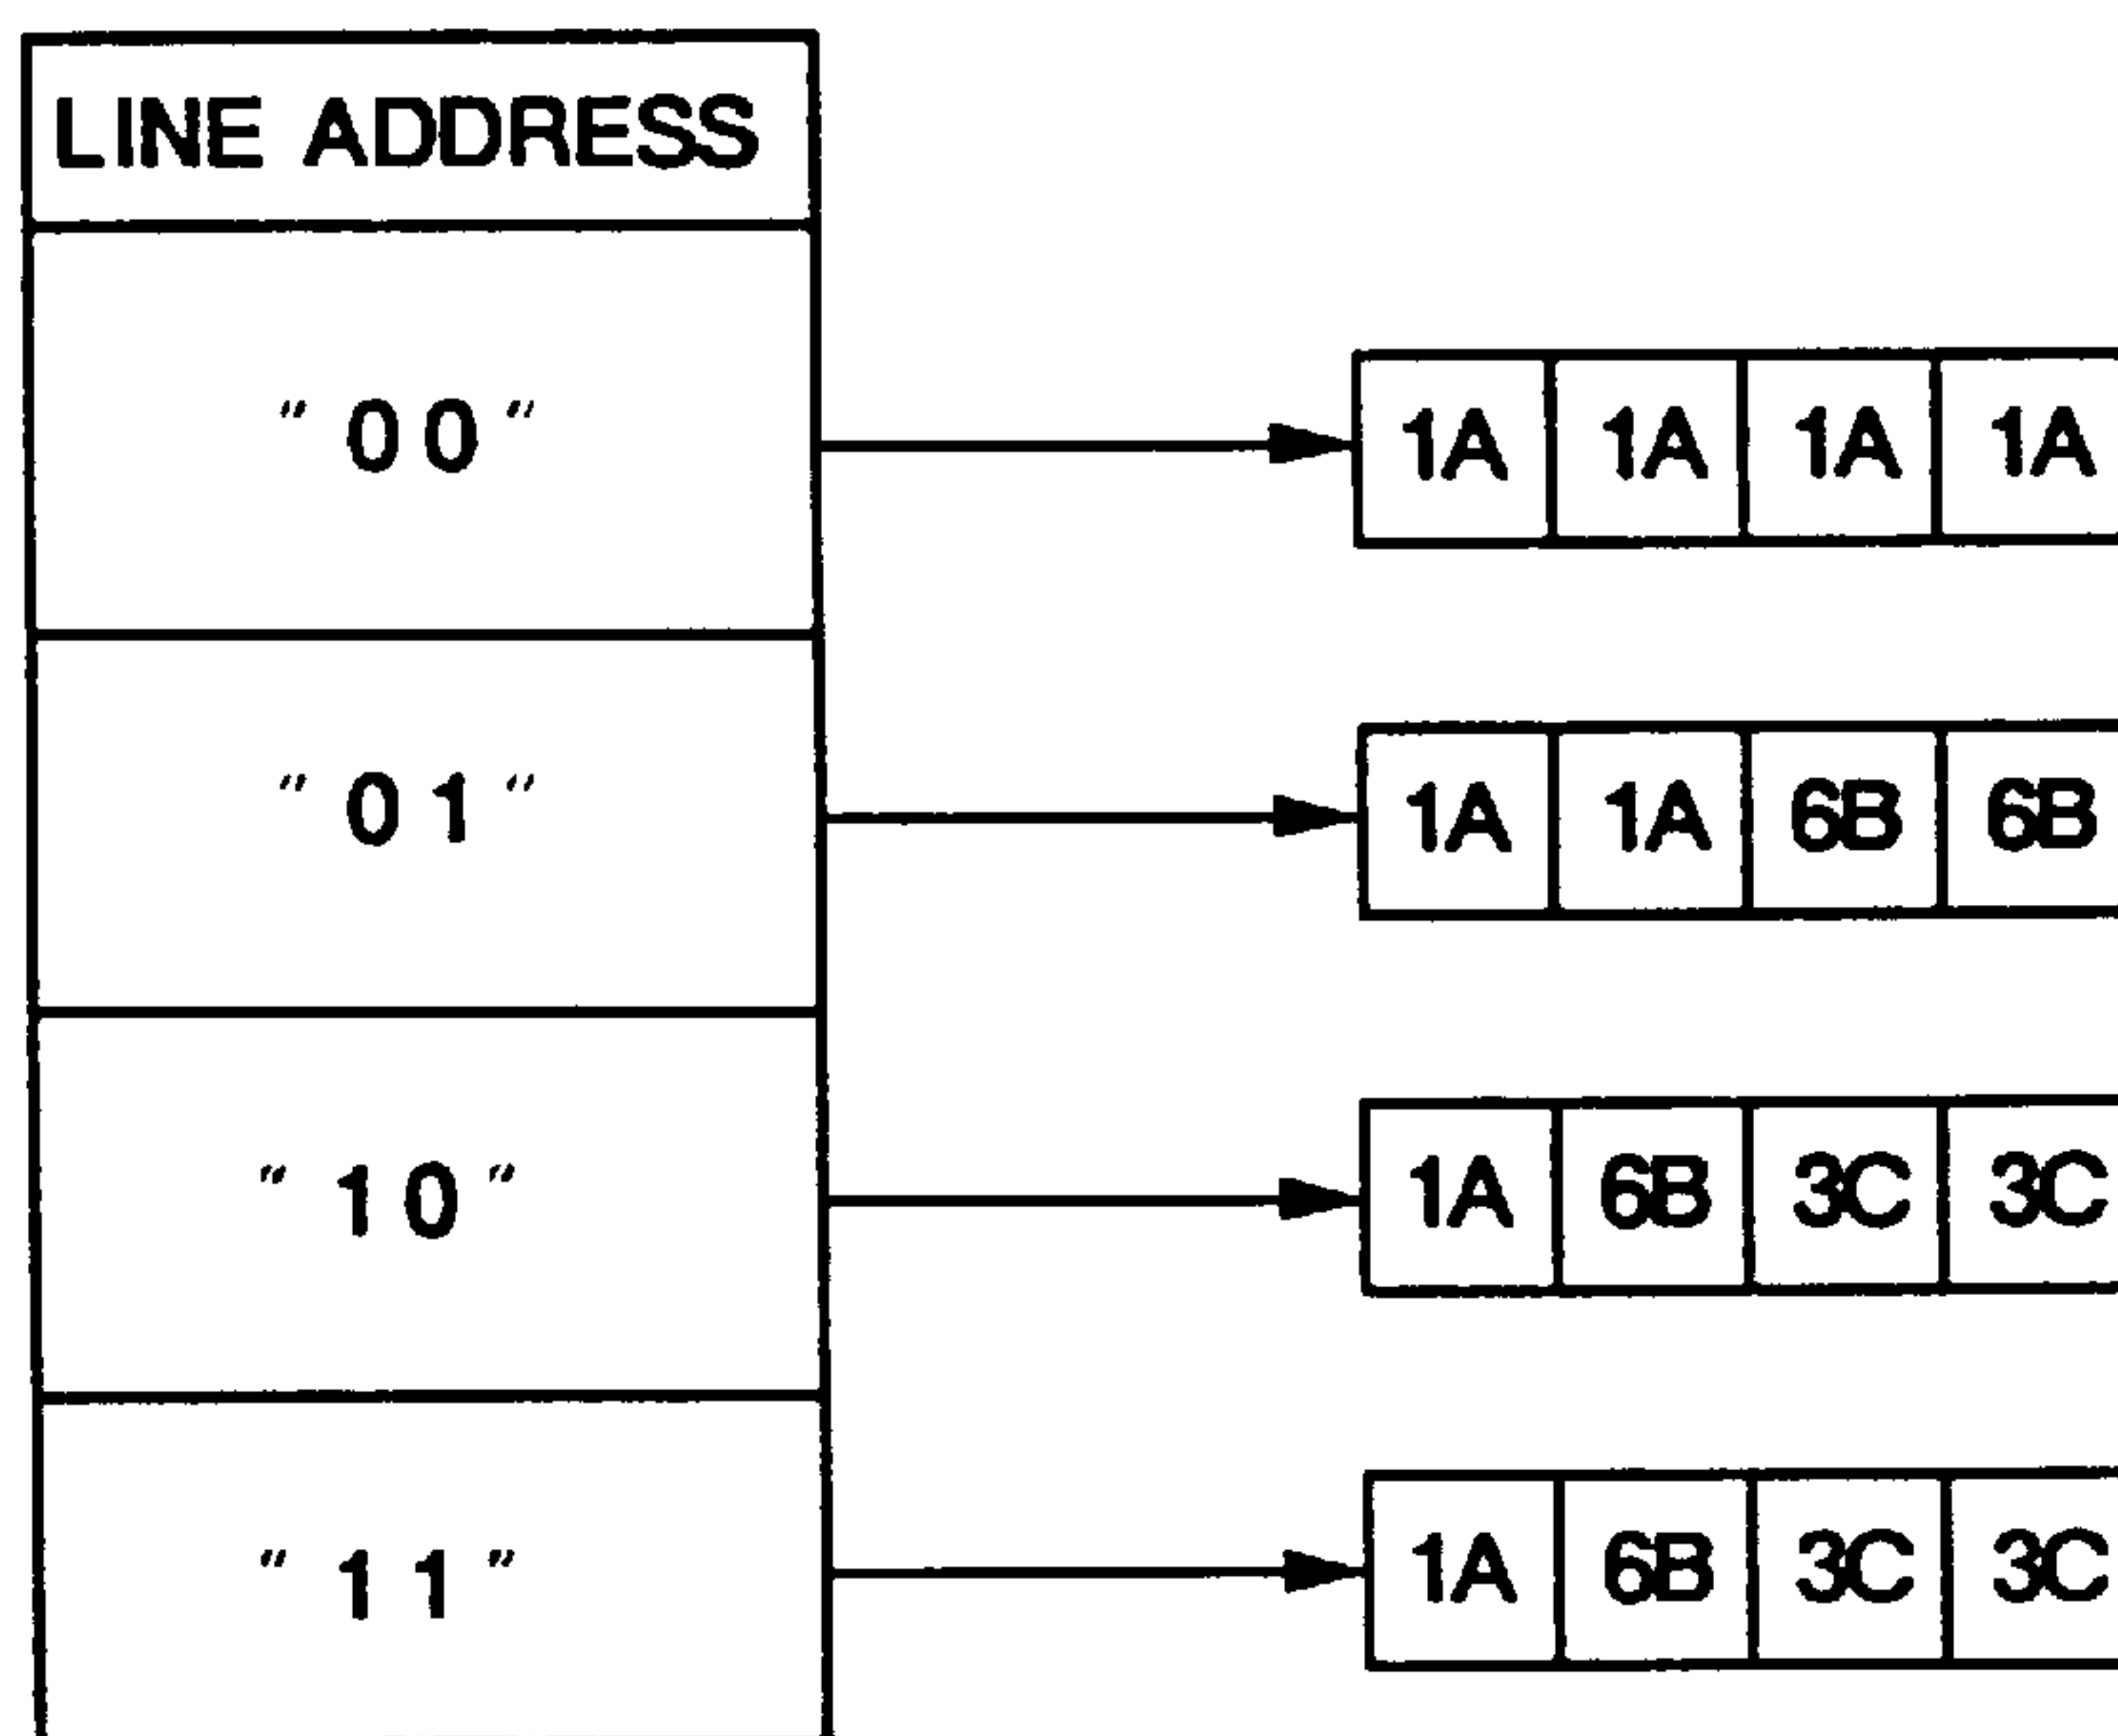 LINE ADDRESS
"00" 1A 1A 1A 1A
"01" 1A 1A 6B 6B
"10" 1A 6B 3C 3C
"11" 1A 6B 3C 3C